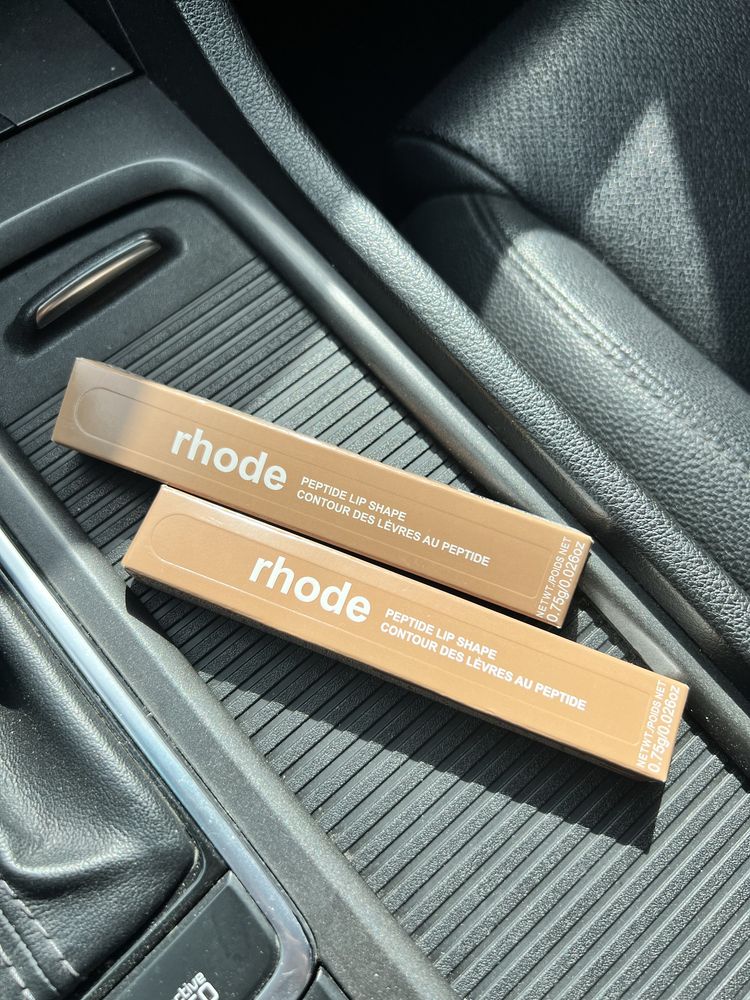 rhode
PEPTIDE LIP SHAPE
CONTOUR DES LÈVRES AU PEPTIDE
NETWT./POIDS NET
0.75g/0.026oz
rhode
PEPTIDE LIP SHAPE
CONTOUR DES LÈVRES AU PEPTIDE
NETWT./POIDS NET
0.75g/0.026oz